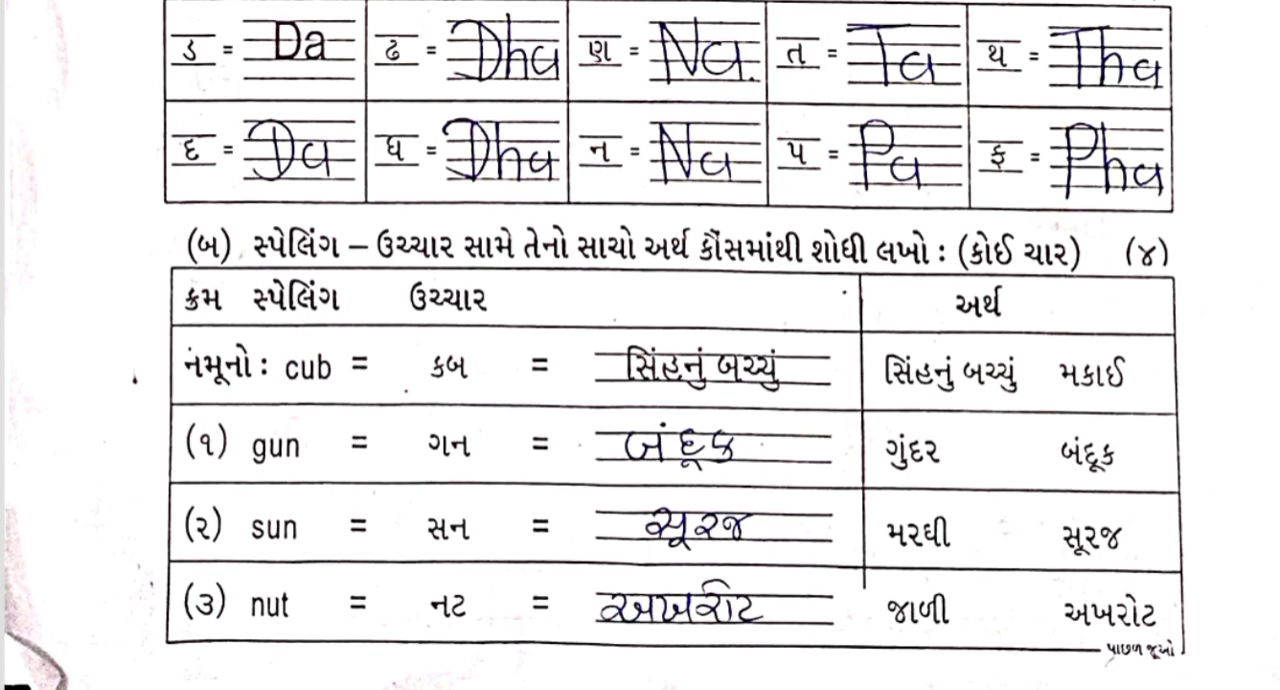 ડ = Da ઢ = Dha ણ = Na. ત = Ta થ = Tha
દ = Da ધ = Dha ન = Na પ = Pa ફ = Pha
(બ) સ્પેલિંગ – ઉચ્ચાર સામે તેનો સાચો અર્થ કૌંસમાંથી શોધી લખો : (કોઈ ચાર) (૪)
ક્રમ સ્પેલિંગ ઉચ્ચાર અર્થ
નમૂનો : cub = કબ = સિંહનું બચ્ચું સિંહનું બચ્ચું મકાઈ
(૧) gun = ગન = બંદૂક ગુંદર બંદૂક
(૨) sun = સન = સૂરજ મરઘી સૂરજ
(૩) nut = નટ = અખરોટ જાળી અખરોટ
પાછળ જૂઓ